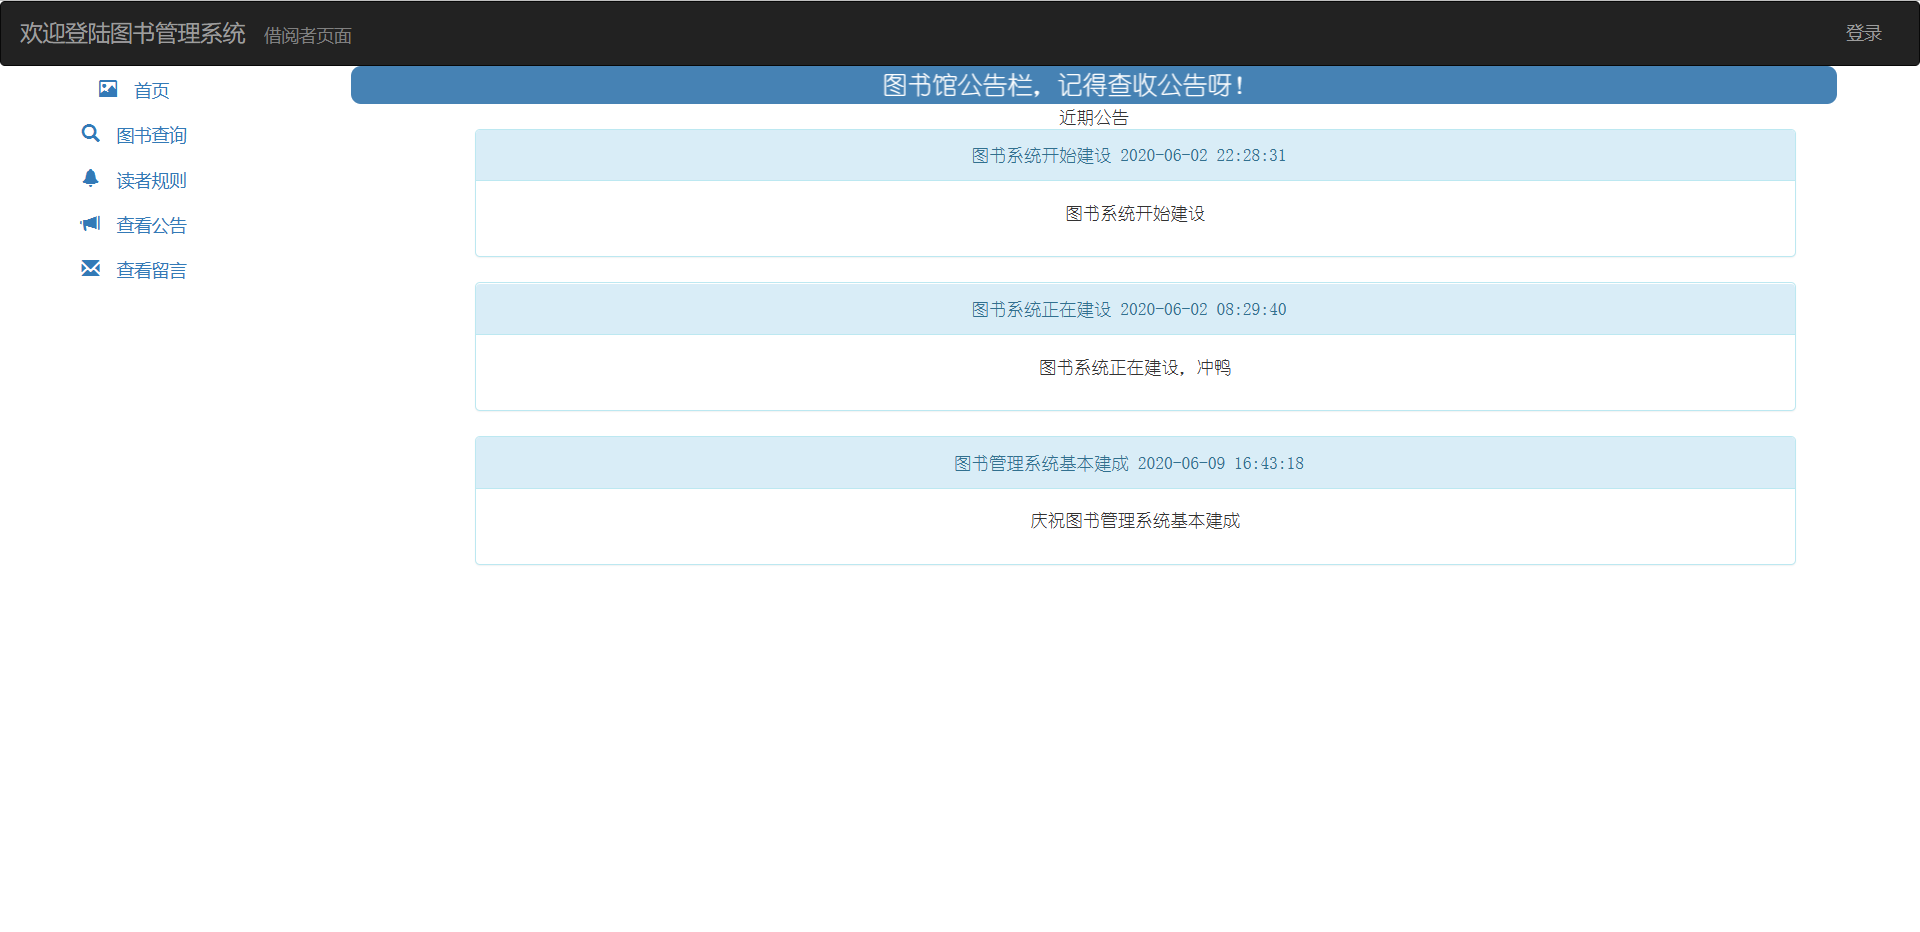 欢迎登陆图书管理系统 借阅者页面 登录
首页
图书查询
读者规则
查看公告
查看留言
图书馆公告栏，记得查收公告呀！
近期公告
图书系统开始建设 2020-06-02 22:28:31
图书系统开始建设
图书系统正在建设 2020-06-02 08:29:40
图书系统正在建设，冲鸭
图书管理系统基本建成 2020-06-09 16:43:18
庆祝图书管理系统基本建成